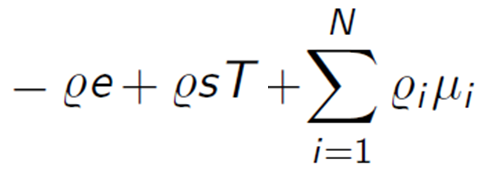 − ϱe + ϱsT + ∑_{i=1}^{N} ϱ_i μ_i